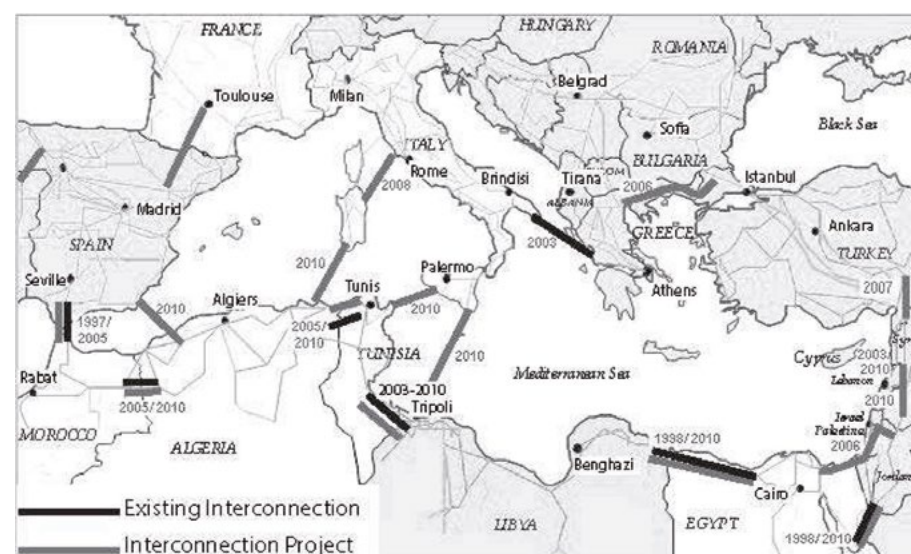 FRANCE
HUNGARY
ROMANIA
Toulouse
Milan
Belgrad
Black Sea
Sofia
ITALY
BULGARIA
Rome
Brindisi
Tirana
ALBANIA
2006
Istanbul
Madrid
2008
SPAIN
2003
GREECE
Ankara
TURKEY
Seville
2010
2010
Algiers
Tunis
Palermo
Athens
2007
1997/
2005
2005/
2010
TUNISIA
2010
2010
Cyprus
2003/
2010
Rabat
Mediterranean Sea
Lebanon
2010
2005/2010
2003-2010
Tripoli
Israel
Palestina
2006
MOROCCO
ALGERIA
Benghazi
1998/2010
Cairo
Existing Interconnection
LIBYA
EGYPT
1998/2010
Interconnection Project